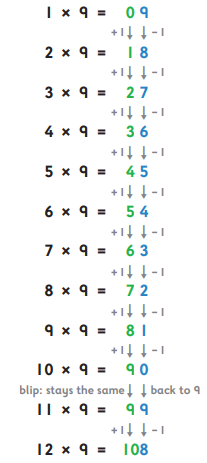 1 × 9 = 09
+1↓ ↓−1
2 × 9 = 18
+1↓ ↓−1
3 × 9 = 27
+1↓ ↓−1
4 × 9 = 36
+1↓ ↓−1
5 × 9 = 45
+1↓ ↓−1
6 × 9 = 54
+1↓ ↓−1
7 × 9 = 63
+1↓ ↓−1
8 × 9 = 72
+1↓ ↓−1
9 × 9 = 81
+1↓ ↓−1
10 × 9 = 90
blip: stays the same↓ ↓back to 9
11 × 9 = 99
+1↓ ↓−1
12 × 9 = 108